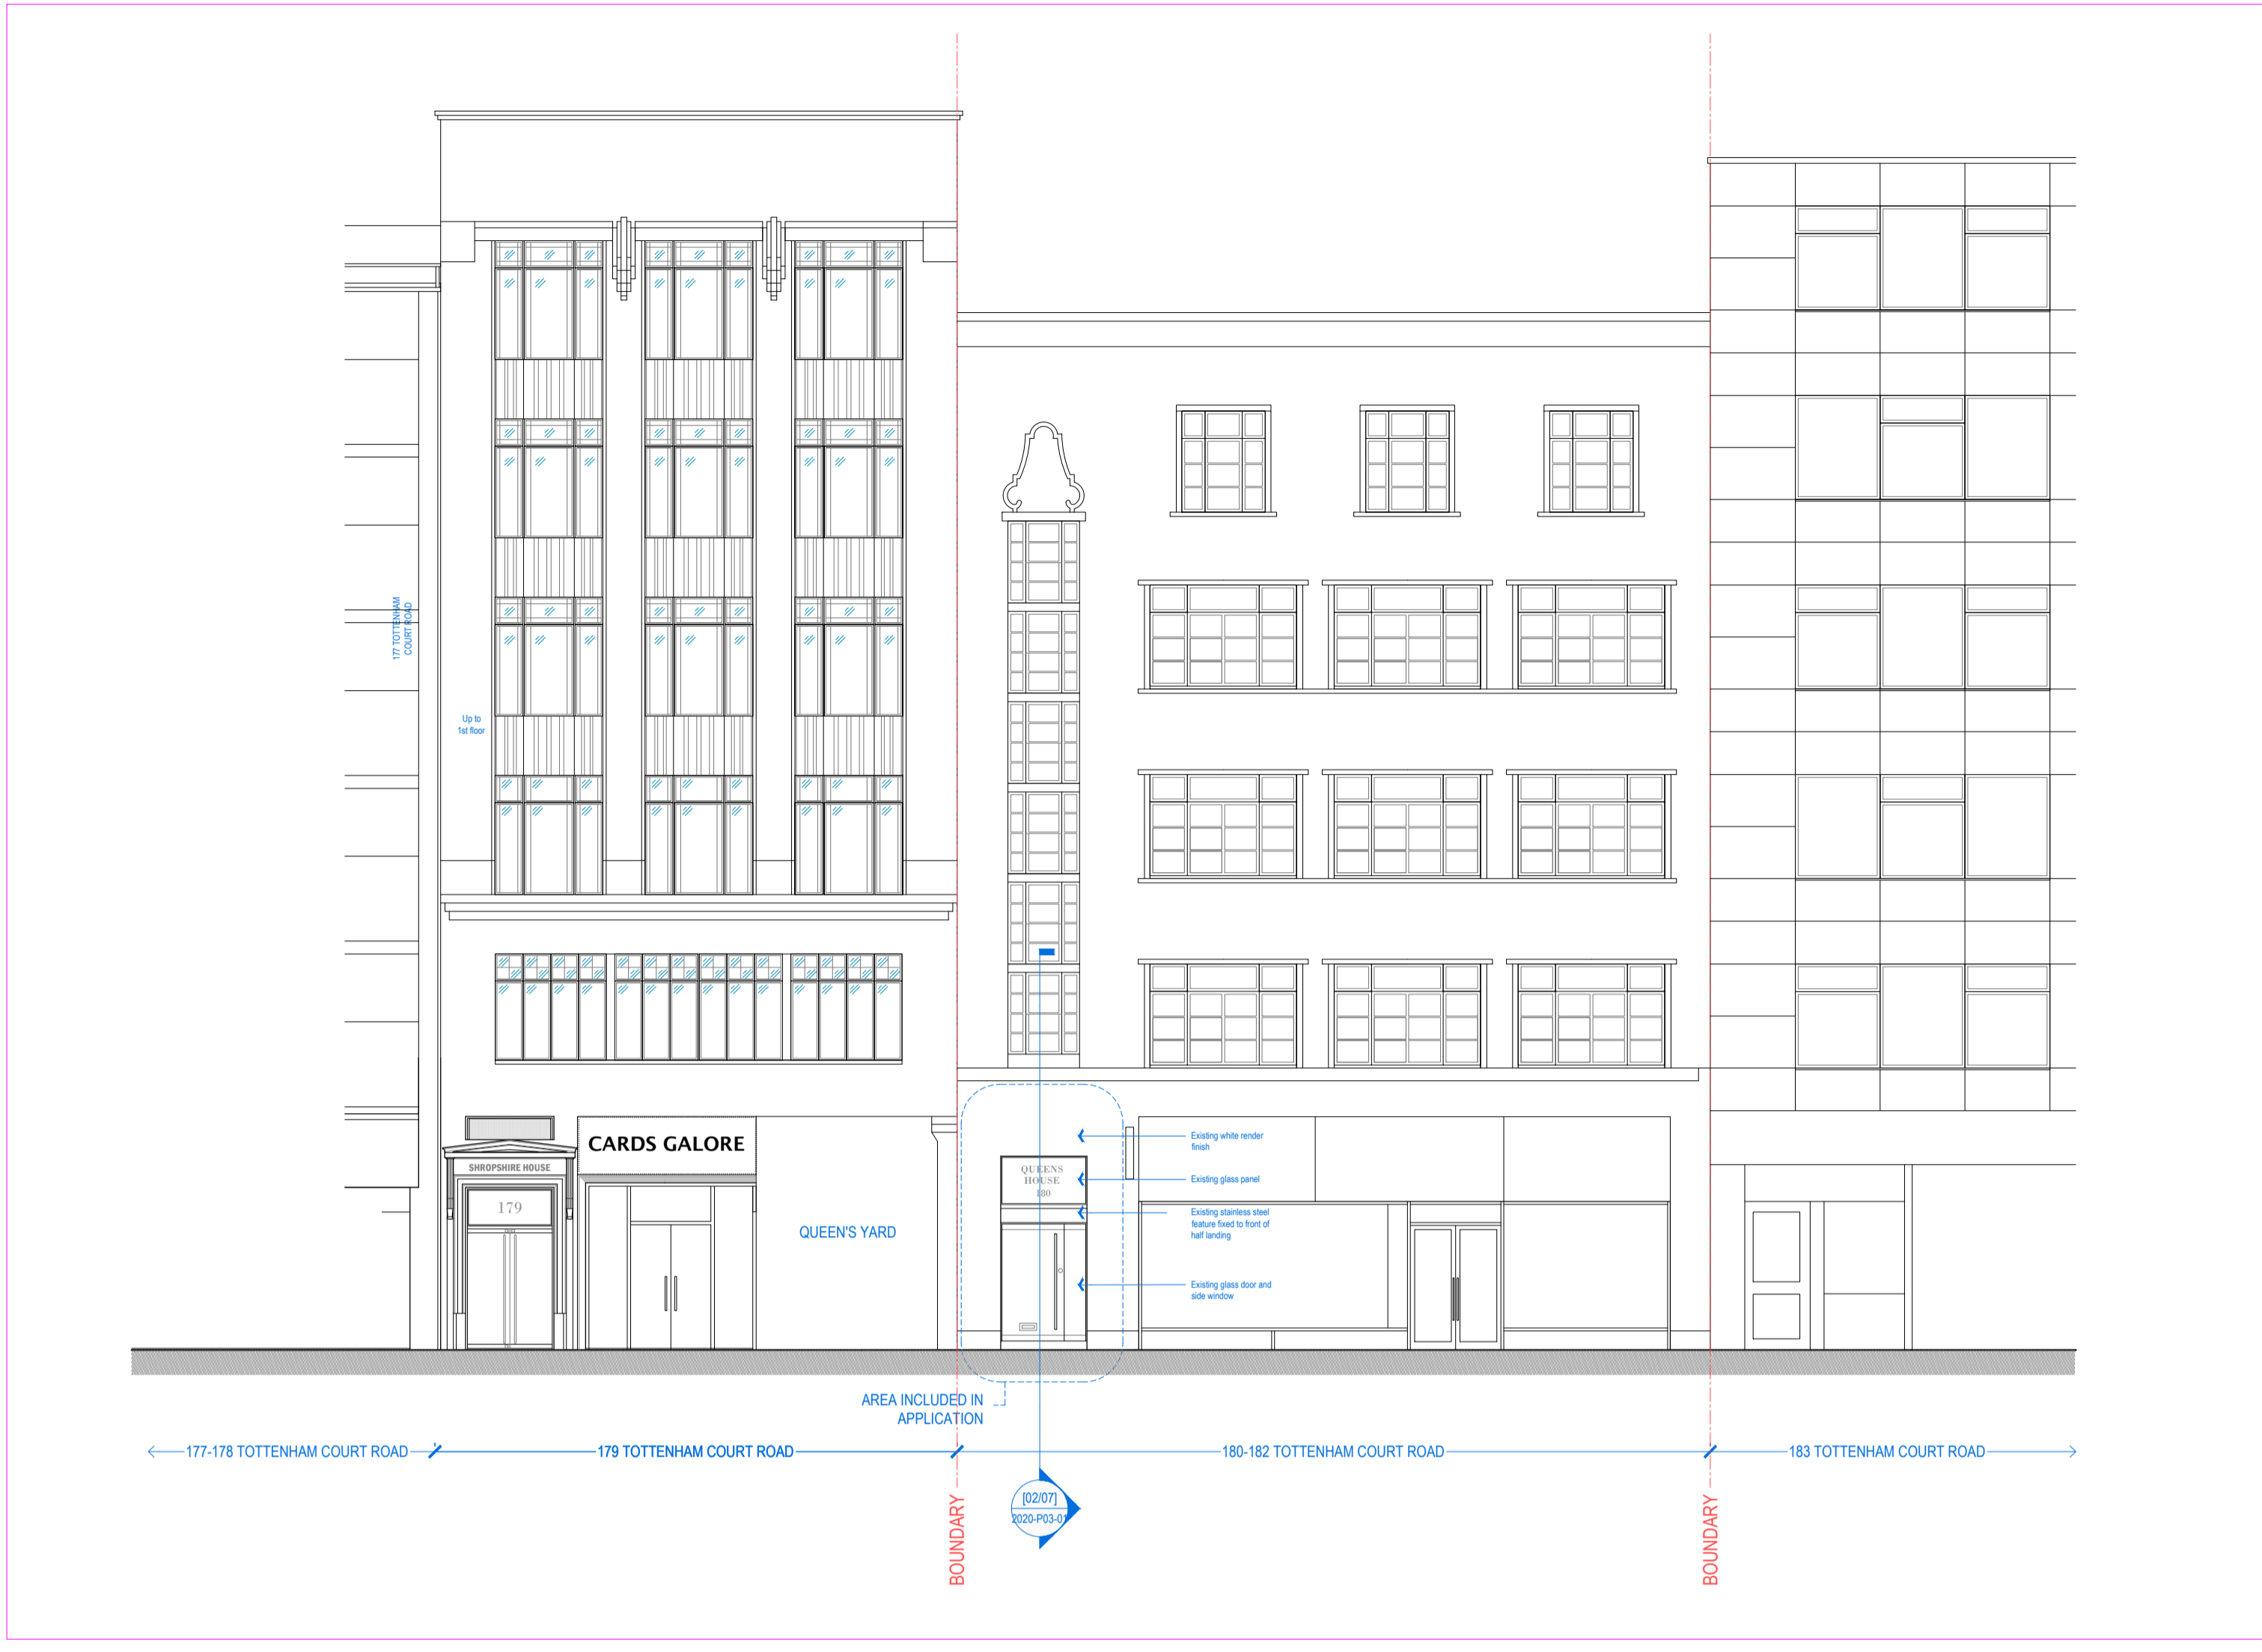 177 TOTTENHAM
COURT ROAD
Up to
1st floor
CARDS GALORE
SHROPSHIRE HOUSE
179
QUEEN'S YARD
QUEENS
HOUSE
180
Existing white render
finish
Existing glass panel
Existing stainless steel
feature fixed to front of
half landing
Existing glass door and
side window
AREA INCLUDED IN
APPLICATION
177-178 TOTTENHAM COURT ROAD
179 TOTTENHAM COURT ROAD
180-182 TOTTENHAM COURT ROAD
183 TOTTENHAM COURT ROAD
BOUNDARY
[02/07]
2020-P03-01
BOUNDARY